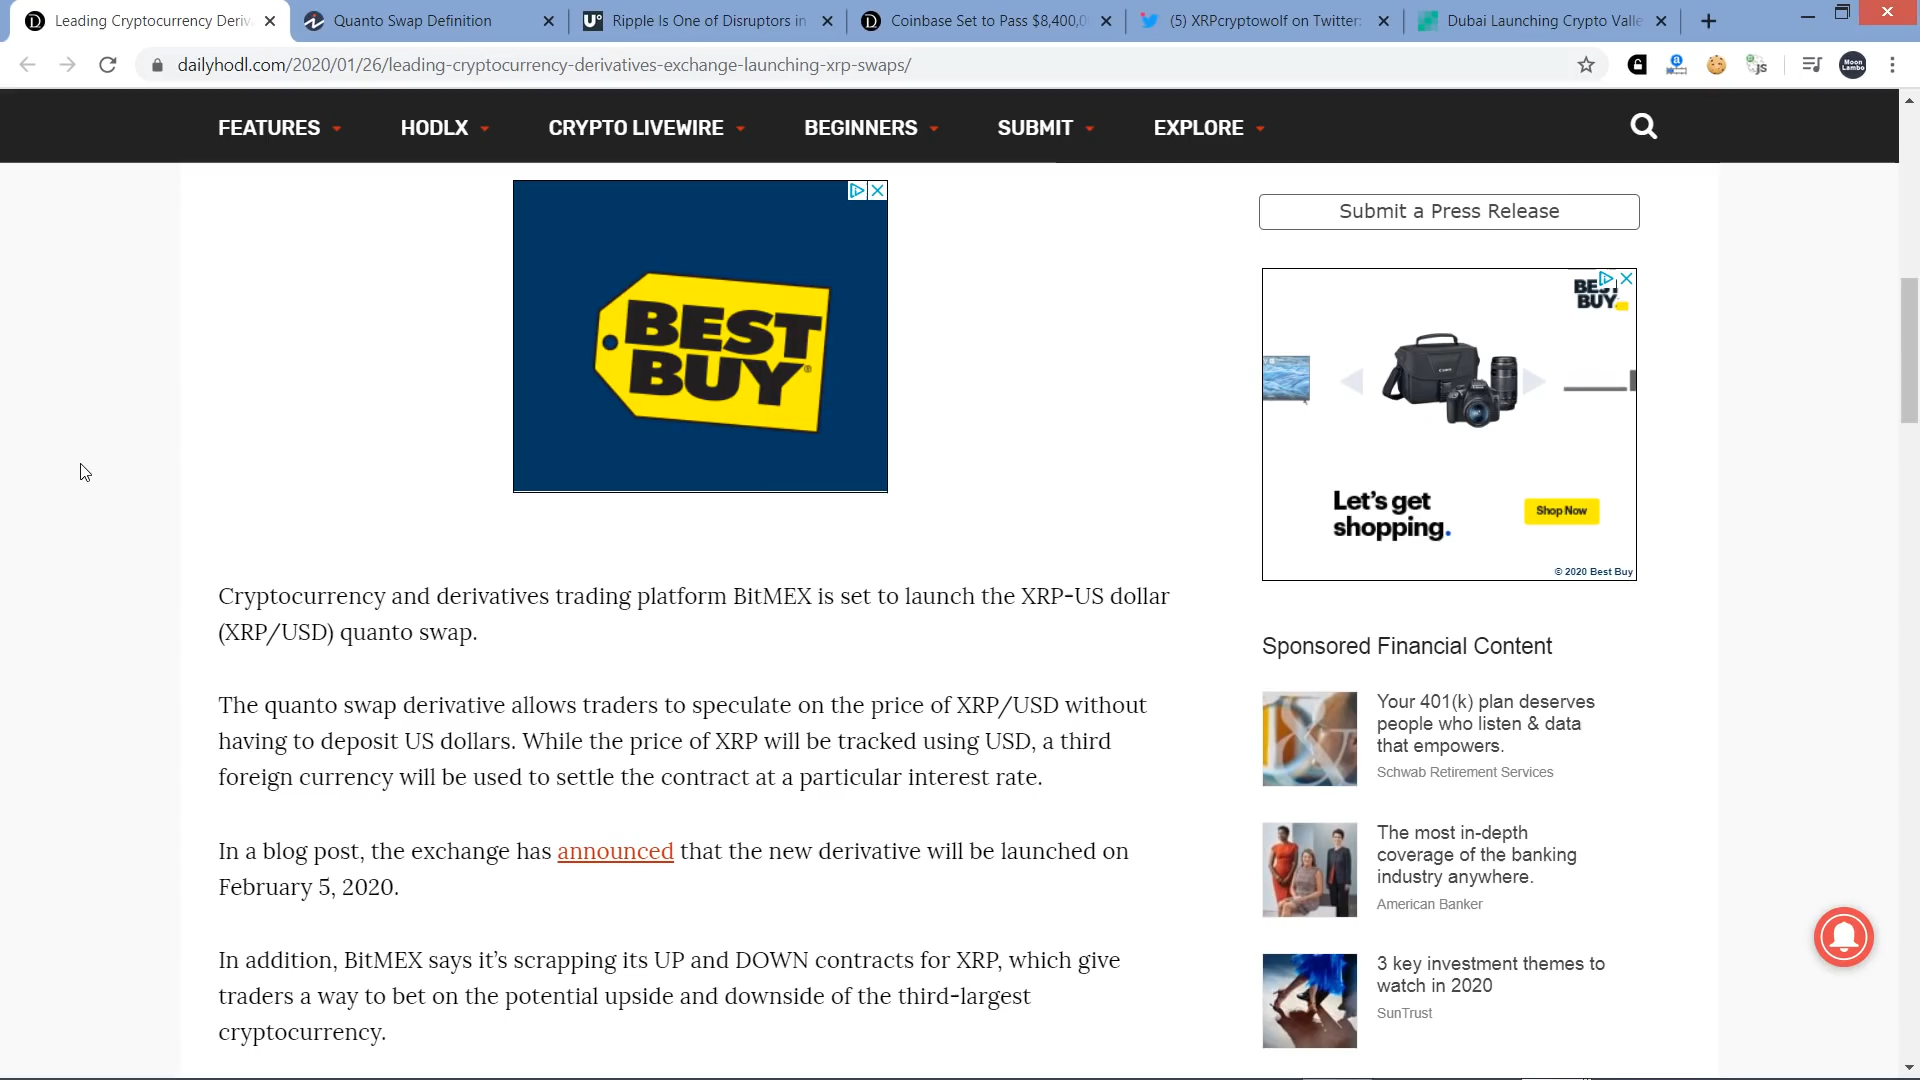 Leading Cryptocurrency Deriv
Quanto Swap Definition
Ripple Is One of Disruptors in
Coinbase Set to Pass $8,400,0
(5) XRPcryptowolf on Twitter:
Dubai Launching Crypto Valle
dailyhodl.com/2020/01/26/leading-cryptocurrency-derivatives-exchange-launching-xrp-swaps/
js
Moon
Lambo
FEATURES
HODLX
CRYPTO LIVEWIRE
BEGINNERS
SUBMIT
EXPLORE
BEST
BUY®
Submit a Press Release
BEST
BUY
Canon
Let's get
shopping.
Shop Now
© 2020 Best Buy
Cryptocurrency and derivatives trading platform BitMEX is set to launch the XRP-US dollar
(XRP/USD) quanto swap.
The quanto swap derivative allows traders to speculate on the price of XRP/USD without
having to deposit US dollars. While the price of XRP will be tracked using USD, a third
foreign currency will be used to settle the contract at a particular interest rate.
In a blog post, the exchange has announced that the new derivative will be launched on
February 5, 2020.
In addition, BitMEX says it's scrapping its UP and DOWN contracts for XRP, which give
traders a way to bet on the potential upside and downside of the third-largest
cryptocurrency.
Sponsored Financial Content
Your 401(k) plan deserves
people who listen & data
that empowers.
Schwab Retirement Services
The most in-depth
coverage of the banking
industry anywhere.
American Banker
3 key investment themes to
watch in 2020
SunTrust